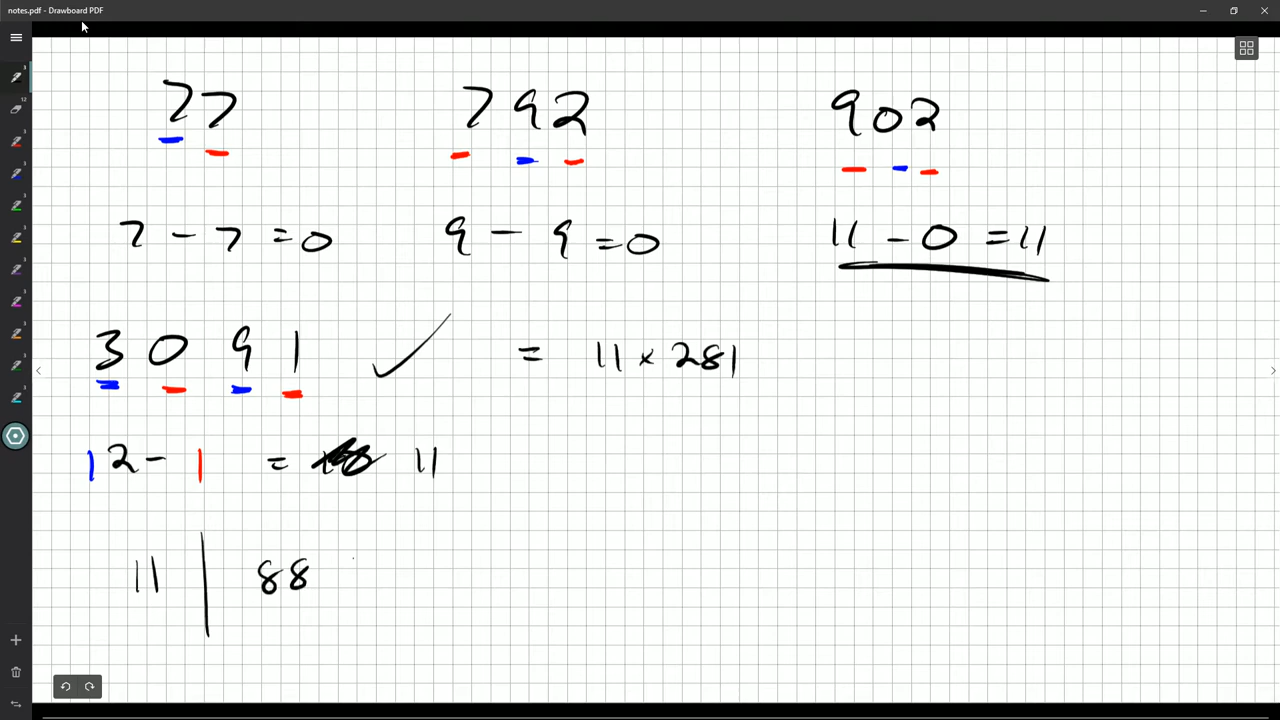 notes.pdf - Drawboard PDF
77 792 902
7 - 7 = 0 9 - 9 = 0 11 - 0 = 11
3091 ✓ = 11 × 281
12 - 1 = 11
11 | 88